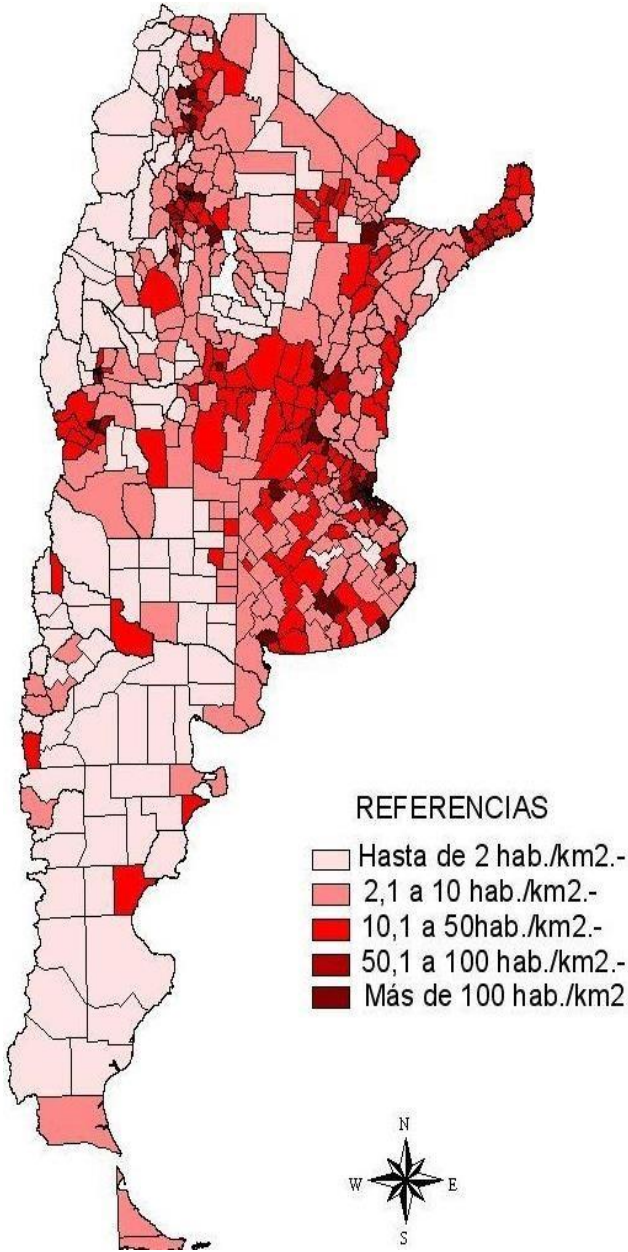 REFERENCIAS
Hasta de 2 hab./km2.-
2,1 a 10 hab./km2.-
10,1 a 50hab./km2.-
50,1 a 100 hab./km2.-
Más de 100 hab./km2
N
W E
S